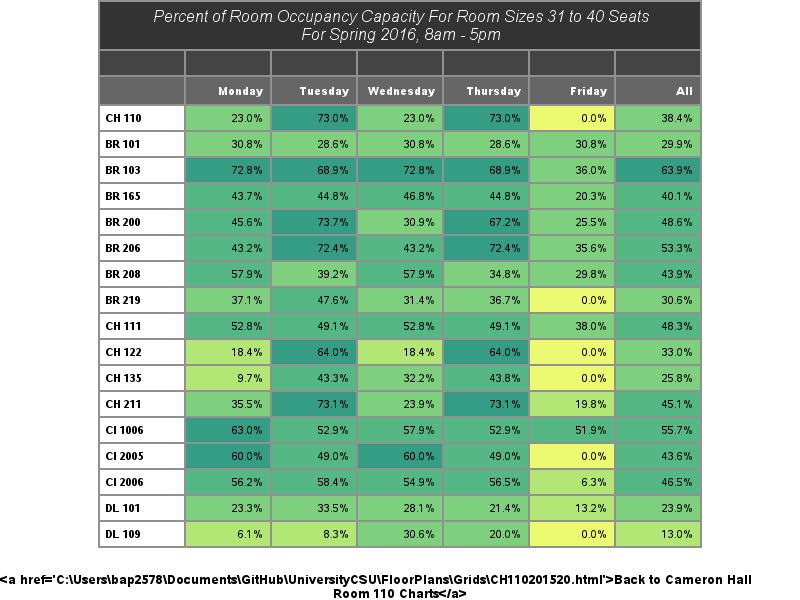 Percent of Room Occupancy Capacity For Room Sizes 31 to 40 Seats
For Spring 2016, 8am - 5pm
Monday Tuesday Wednesday Thursday Friday All
CH 110 23.0% 73.0% 23.0% 73.0% 0.0% 38.4%
BR 101 30.8% 28.6% 30.8% 28.6% 30.8% 29.9%
BR 103 72.8% 68.9% 72.8% 68.9% 36.0% 63.9%
BR 165 43.7% 44.8% 46.8% 44.8% 20.3% 40.1%
BR 200 45.6% 73.7% 30.9% 67.2% 25.5% 48.6%
BR 206 43.2% 72.4% 43.2% 72.4% 35.6% 53.3%
BR 208 57.9% 39.2% 57.9% 34.8% 29.8% 43.9%
BR 219 37.1% 47.6% 31.4% 36.7% 0.0% 30.6%
CH 111 52.8% 49.1% 52.8% 49.1% 38.0% 48.3%
CH 122 18.4% 64.0% 18.4% 64.0% 0.0% 33.0%
CH 135 9.7% 43.3% 32.2% 43.8% 0.0% 25.8%
CH 211 35.5% 73.1% 23.9% 73.1% 19.8% 45.1%
CI 1006 63.0% 52.9% 57.9% 52.9% 51.9% 55.7%
CI 2005 60.0% 49.0% 60.0% 49.0% 0.0% 43.6%
CI 2006 56.2% 58.4% 54.9% 56.5% 6.3% 46.5%
DL 101 23.3% 33.5% 28.1% 21.4% 13.2% 23.9%
DL 109 6.1% 8.3% 30.6% 20.0% 0.0% 13.0%
<a href='C:\Users\bap2578\Documents\GitHub\UniversityCSU\FloorPlans\Grids\CH110201520.html'>Back to Cameron Hall
Room 110 Charts</a>